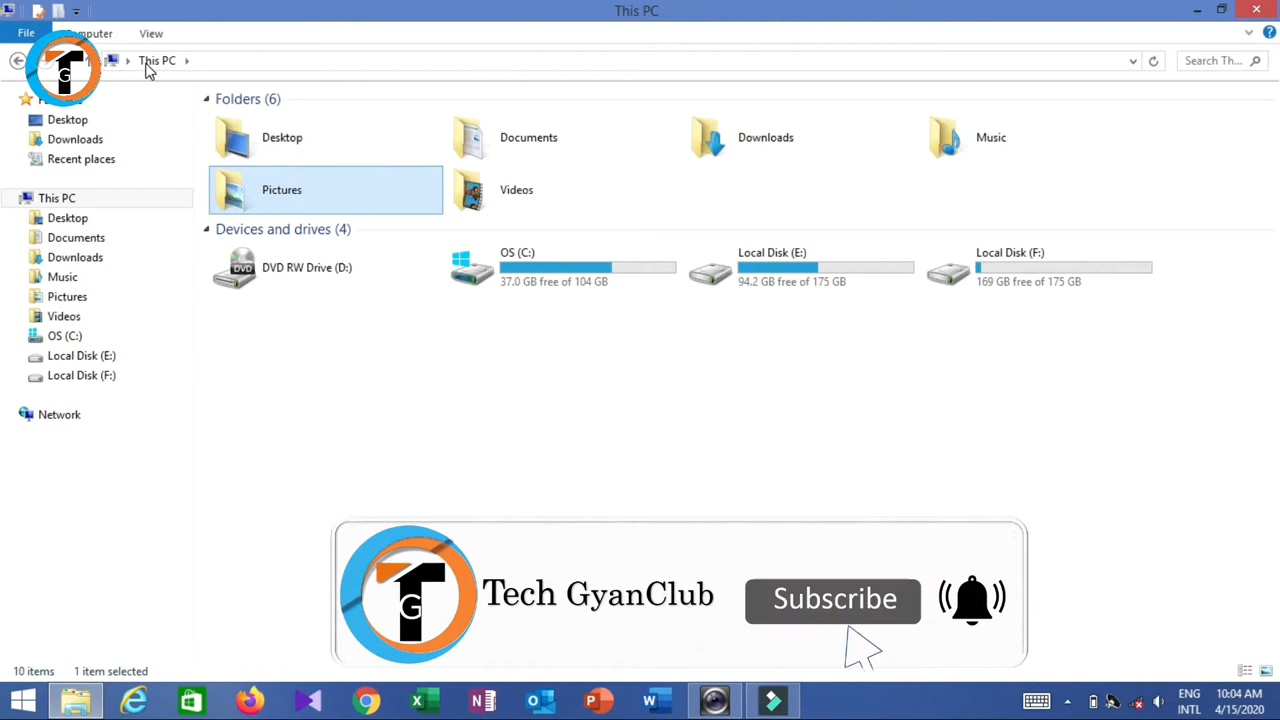 This PC
File
Computer
View
This PC
Search Th...
Desktop
Downloads
Recent places
This PC
Desktop
Documents
Downloads
Music
Pictures
Videos
OS (C:)
Local Disk (E:)
Local Disk (F:)
Network
Folders (6)
Desktop
Documents
Downloads
Music
Pictures
Videos
Devices and drives (4)
DVD RW Drive (D:)
OS (C:)
37.0 GB free of 104 GB
Local Disk (E:)
94.2 GB free of 175 GB
Local Disk (F:)
169 GB free of 175 GB
Tech GyanClub
Subscribe
10 items
1 item selected
ENG
INTL
10:04 AM
4/15/2020